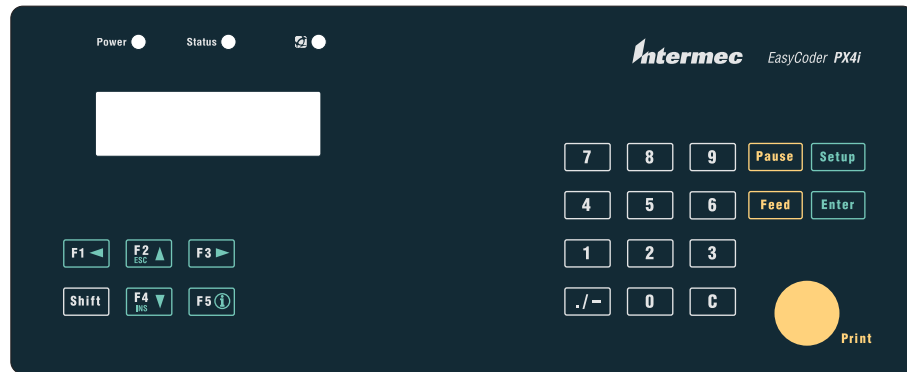 Power Status
Intermec EasyCoder PX4i
7 8 9 Pause Setup
4 5 6 Feed Enter
F1 F2 ESC F3 1 2 3
Shift F4 INS F5 ./- 0 C
Print